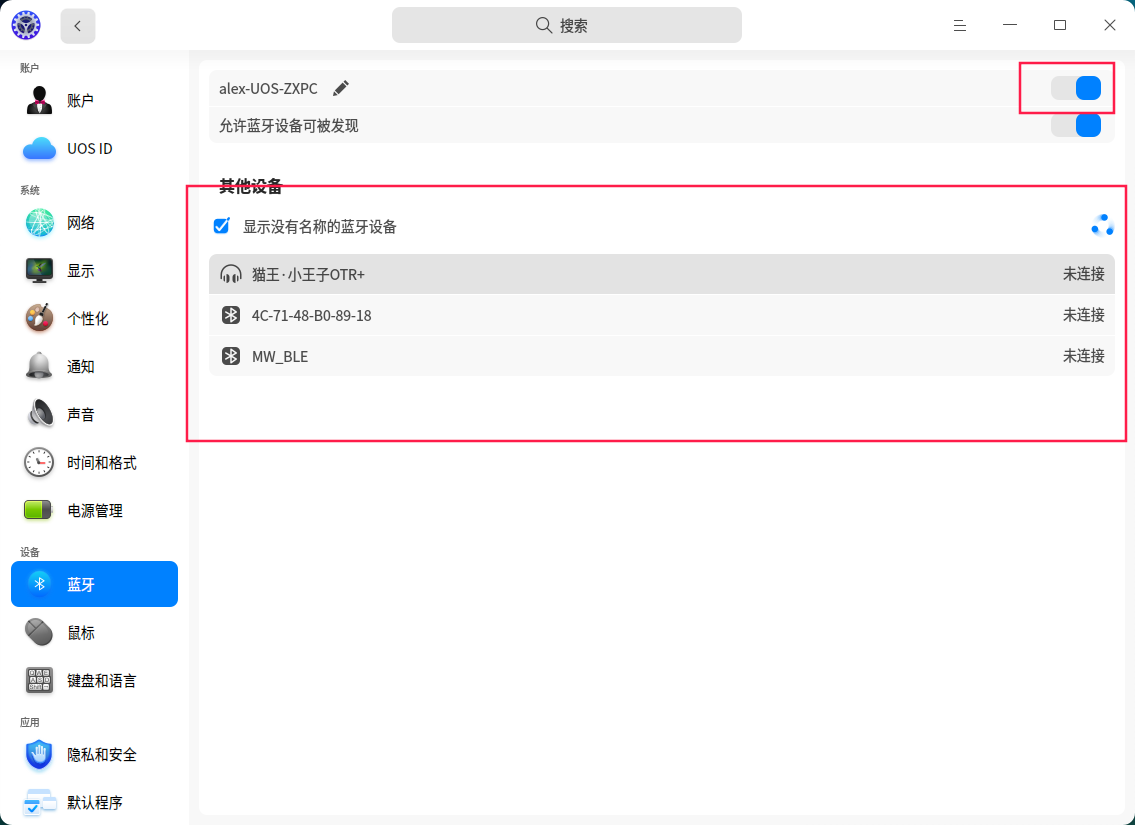 搜索
账户
账户
UOS ID
系统
网络
显示
个性化
通知
声音
时间和格式
电源管理
设备
蓝牙
鼠标
键盘和语言
应用
隐私和安全
默认程序
alex-UOS-ZXPC
允许蓝牙设备可被发现
其他设备
显示没有名称的蓝牙设备
猫王·小王子OTR+ 未连接
4C-71-48-B0-89-18 未连接
MW_BLE 未连接